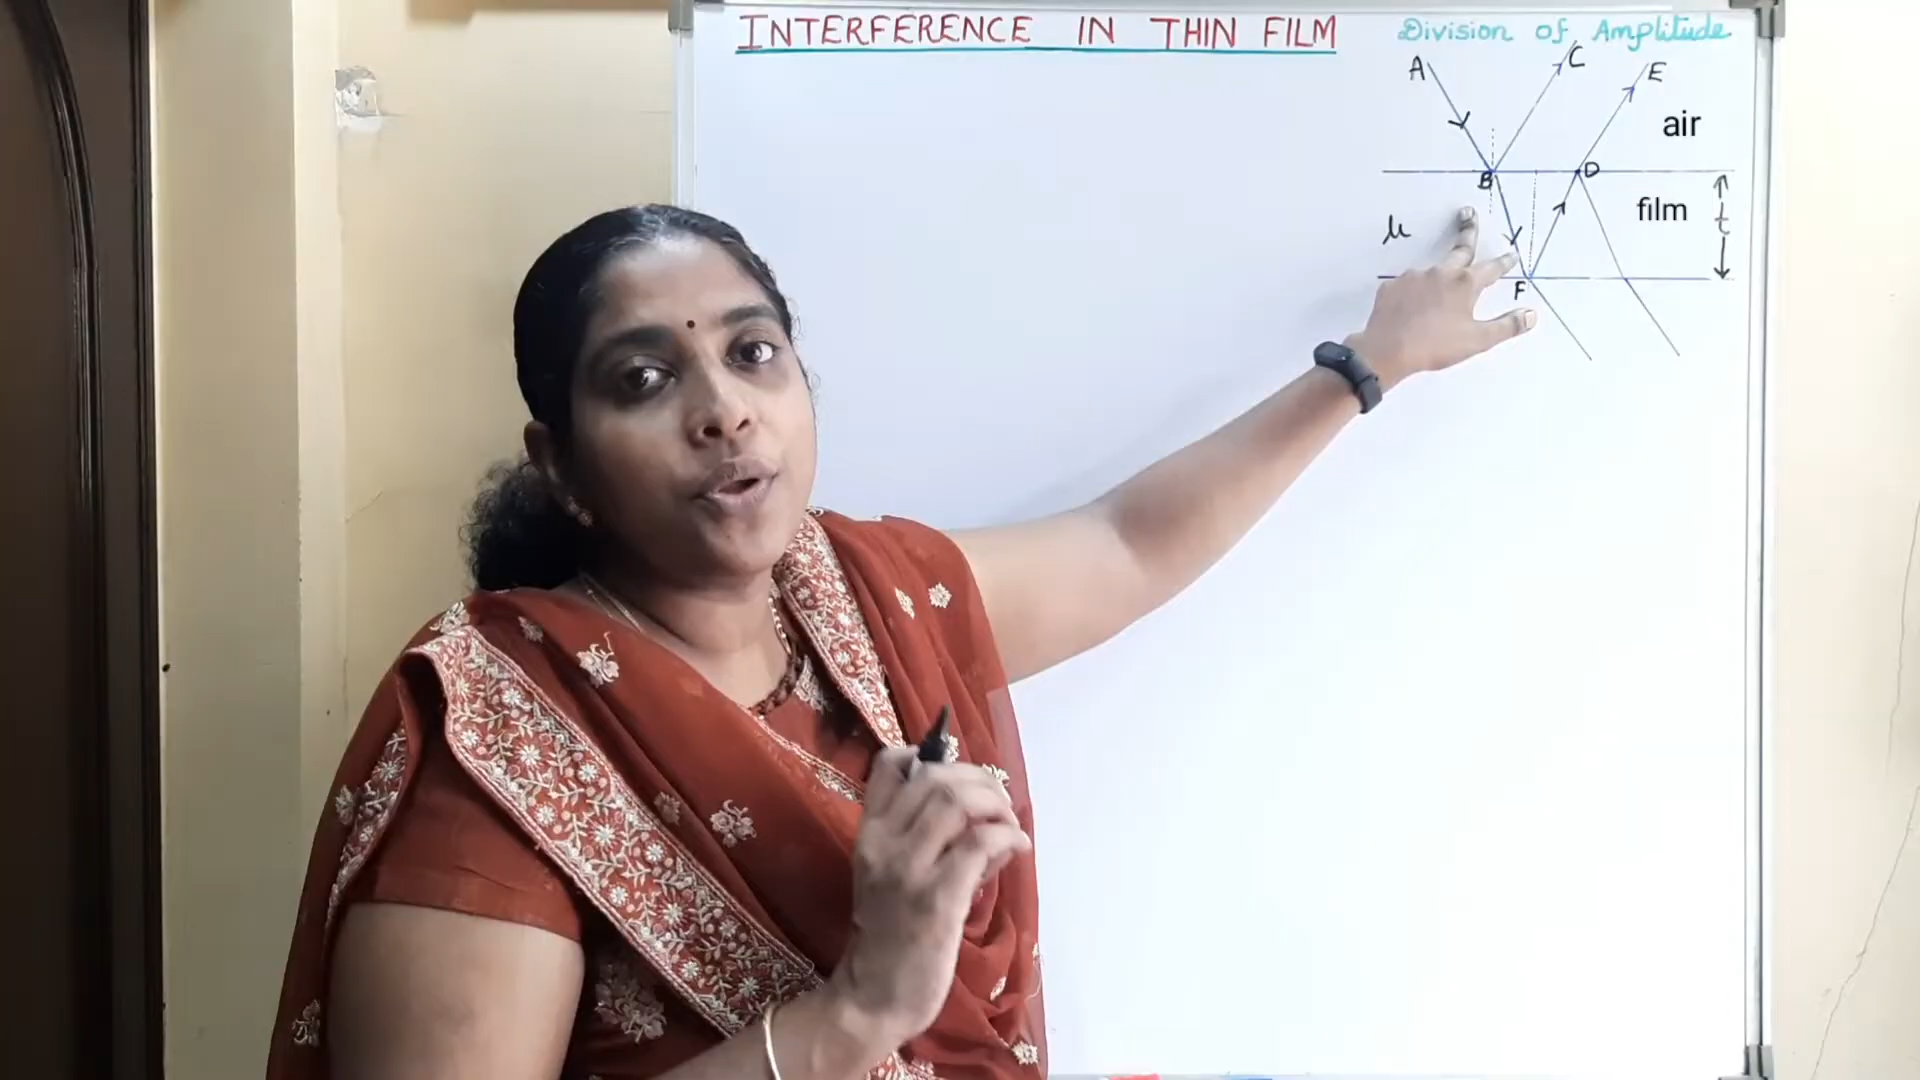 INTERFERENCE IN THIN FILM
Division of Amplitude
A
C
E
air
B
D
film
μ
t
F